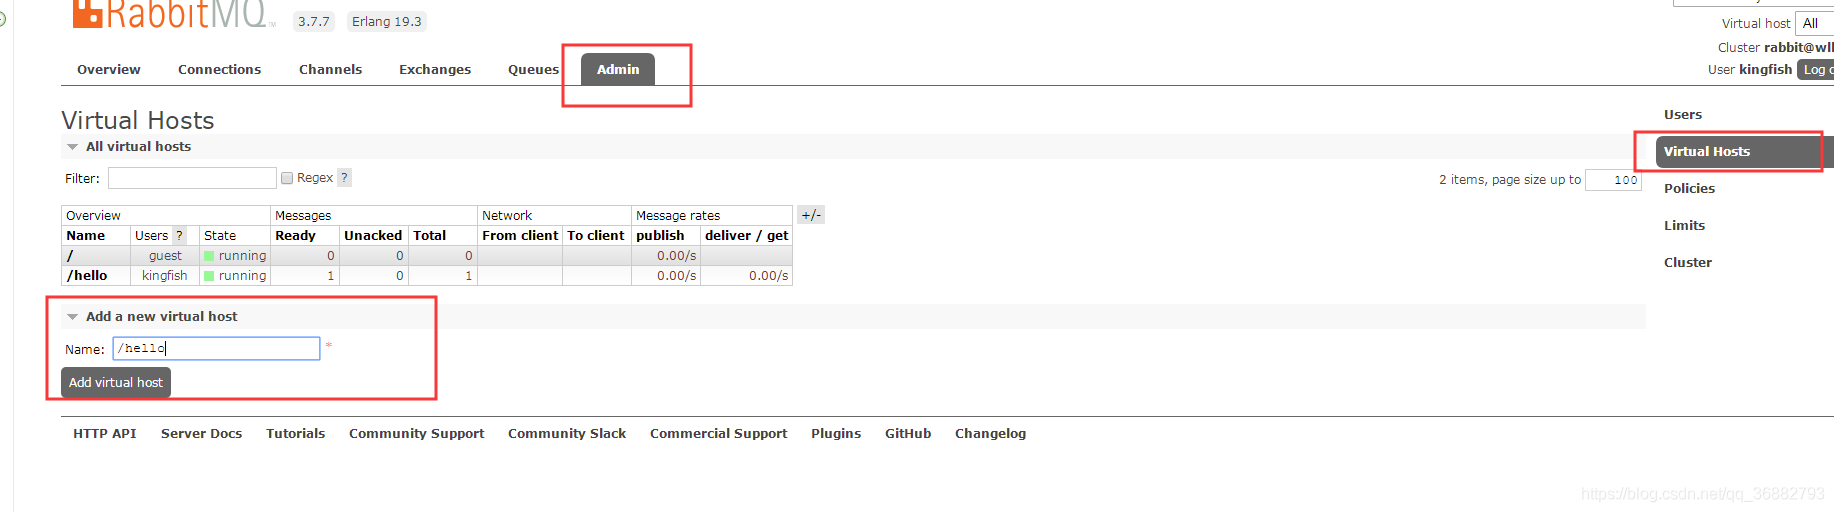 RabbitMQ TM 3.7.7 Erlang 19.3
Virtual host All
Cluster rabbit@wll
User kingfish Log
Overview Connections Channels Exchanges Queues Admin
Virtual Hosts
All virtual hosts
Filter: Regex ?
2 items, page size up to 100
Overview Messages Network Message rates +/-
Name Users ? State Ready Unacked Total From client To client publish deliver / get
/ guest running 0 0 0 0.00/s
/hello kingfish running 1 0 1 0.00/s 0.00/s
Add a new virtual host
Name: /hello *
Add virtual host
Users
Virtual Hosts
Policies
Limits
Cluster
HTTP API Server Docs Tutorials Community Support Community Slack Commercial Support Plugins GitHub Changelog
https://blog.csdn.net/qq_36882793